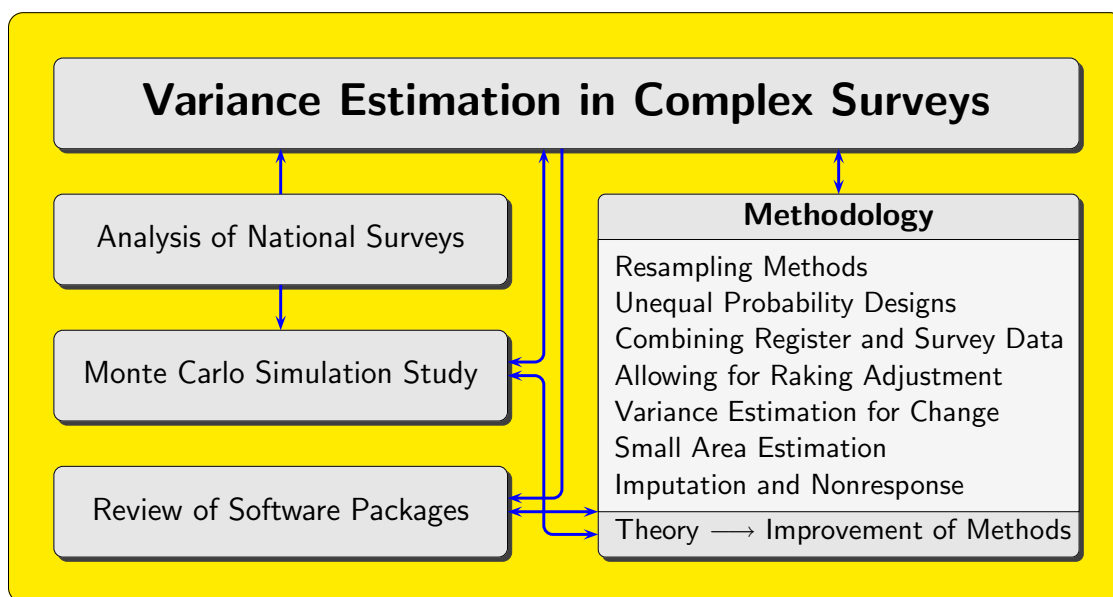 Variance Estimation in Complex Surveys
Analysis of National Surveys
Monte Carlo Simulation Study
Review of Software Packages
Methodology
Resampling Methods
Unequal Probability Designs
Combining Register and Survey Data
Allowing for Raking Adjustment
Variance Estimation for Change
Small Area Estimation
Imputation and Nonresponse
Theory ⟶ Improvement of Methods